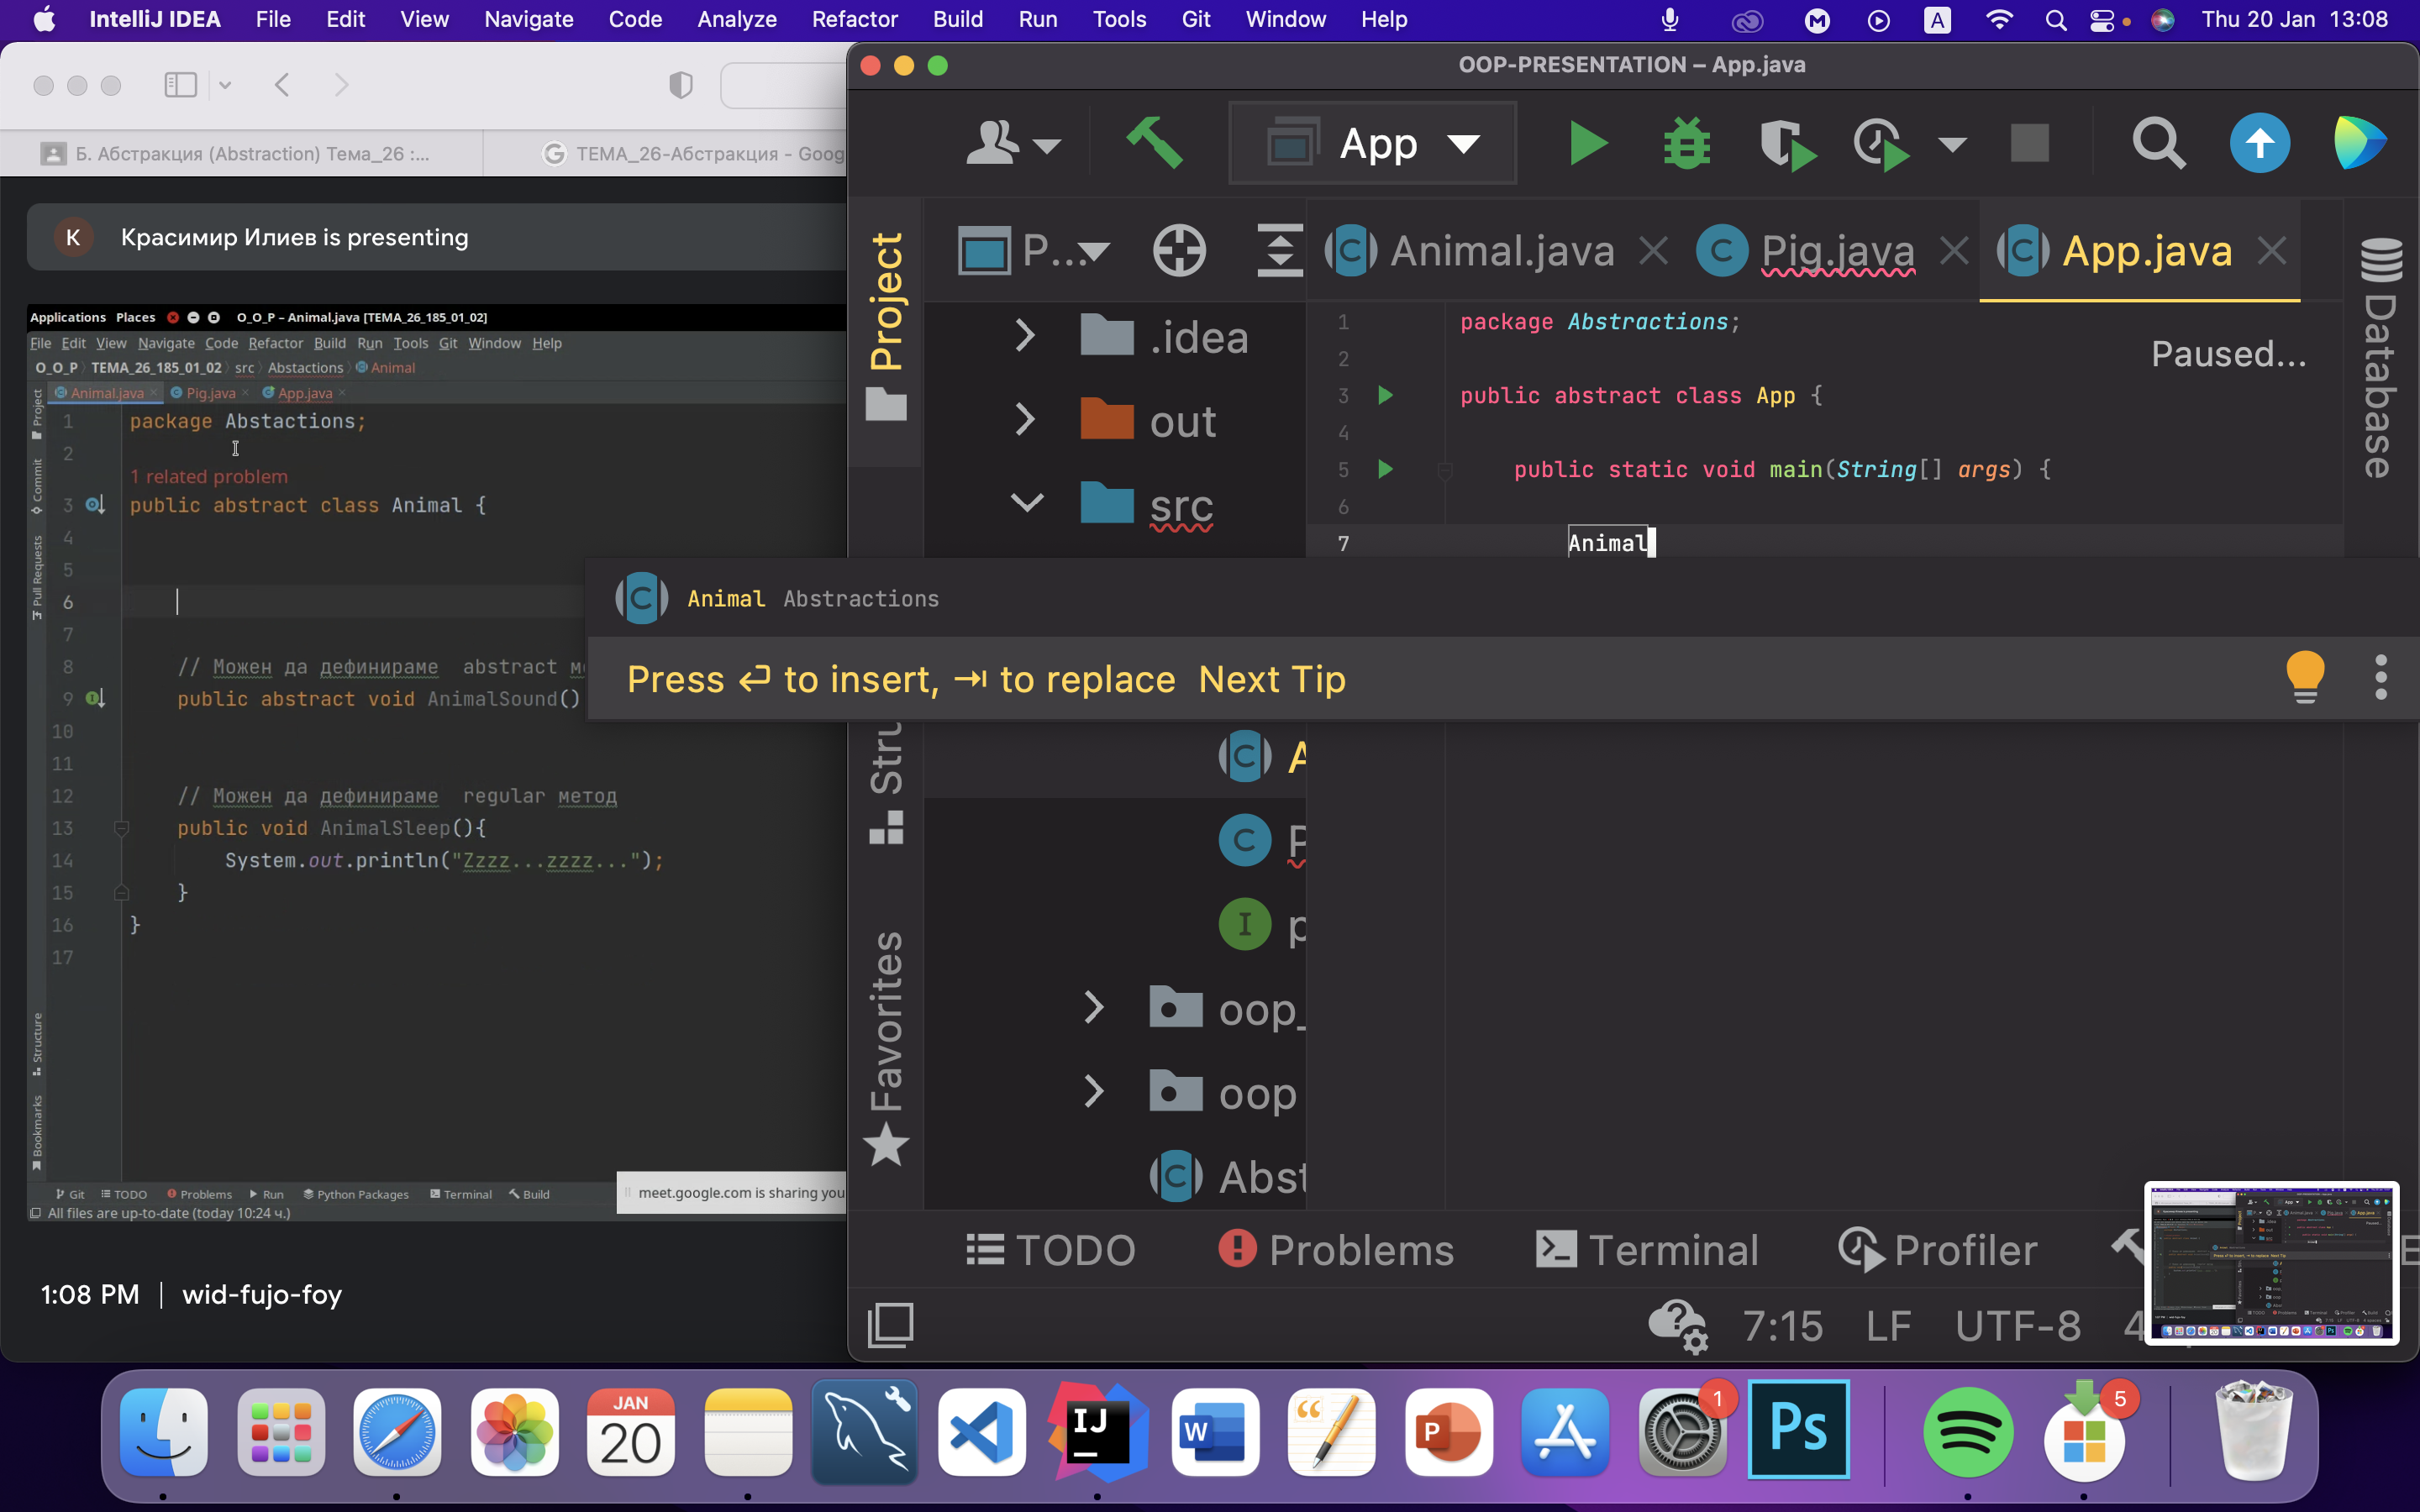 IntelliJ IDEA File Edit View Navigate Code Analyze Refactor Build Run Tools Git Window Help
A Thu 20 Jan 13:08
Б. Абстракция (Abstraction) Тема_26 :...
ТЕМА_26-Абстракция - Goog
K Красимир Илиев is presenting
Applications Places O_O_P – Animal.java [TEMA_26_185_01_02]
File Edit View Navigate Code Refactor Build Run Tools Git Window Help
O_O_P TEMA_26_185_01_02 src Abstactions Animal
Animal.java Pig.java App.java
Project
Commit
Pull Requests
Structure
Bookmarks
1 package Abstactions;
2
1 related problem
3 public abstract class Animal {
4
5
6
7
8 // Можен да дефинираме abstract м
9 public abstract void AnimalSound()
10
11
12 // Можен да дефинираме regular метод
13 public void AnimalSleep(){
14 System.out.println("Zzzz...zzzz...");
15 }
16 }
17
Git TODO Problems Run Python Packages Terminal Build
meet.google.com is sharing you
All files are up-to-date (today 10:24 ч.)
1:08 PM | wid-fujo-foy
OOP-PRESENTATION – App.java
App
Project
P...
Animal.java Pig.java App.java
Database
.idea
out
src
1 package Abstractions;
2
Paused...
3 public abstract class App {
4
5 public static void main(String[] args) {
6
7 Animal
Animal Abstractions
Press ⏎ to insert, ⇥ to replace Next Tip
Stru
A
P
p
Favorites
oop_
oop
Abst
TODO Problems Terminal Profiler
7:15 LF UTF-8 4
JAN
20
IJ
W
P
1
Ps
5